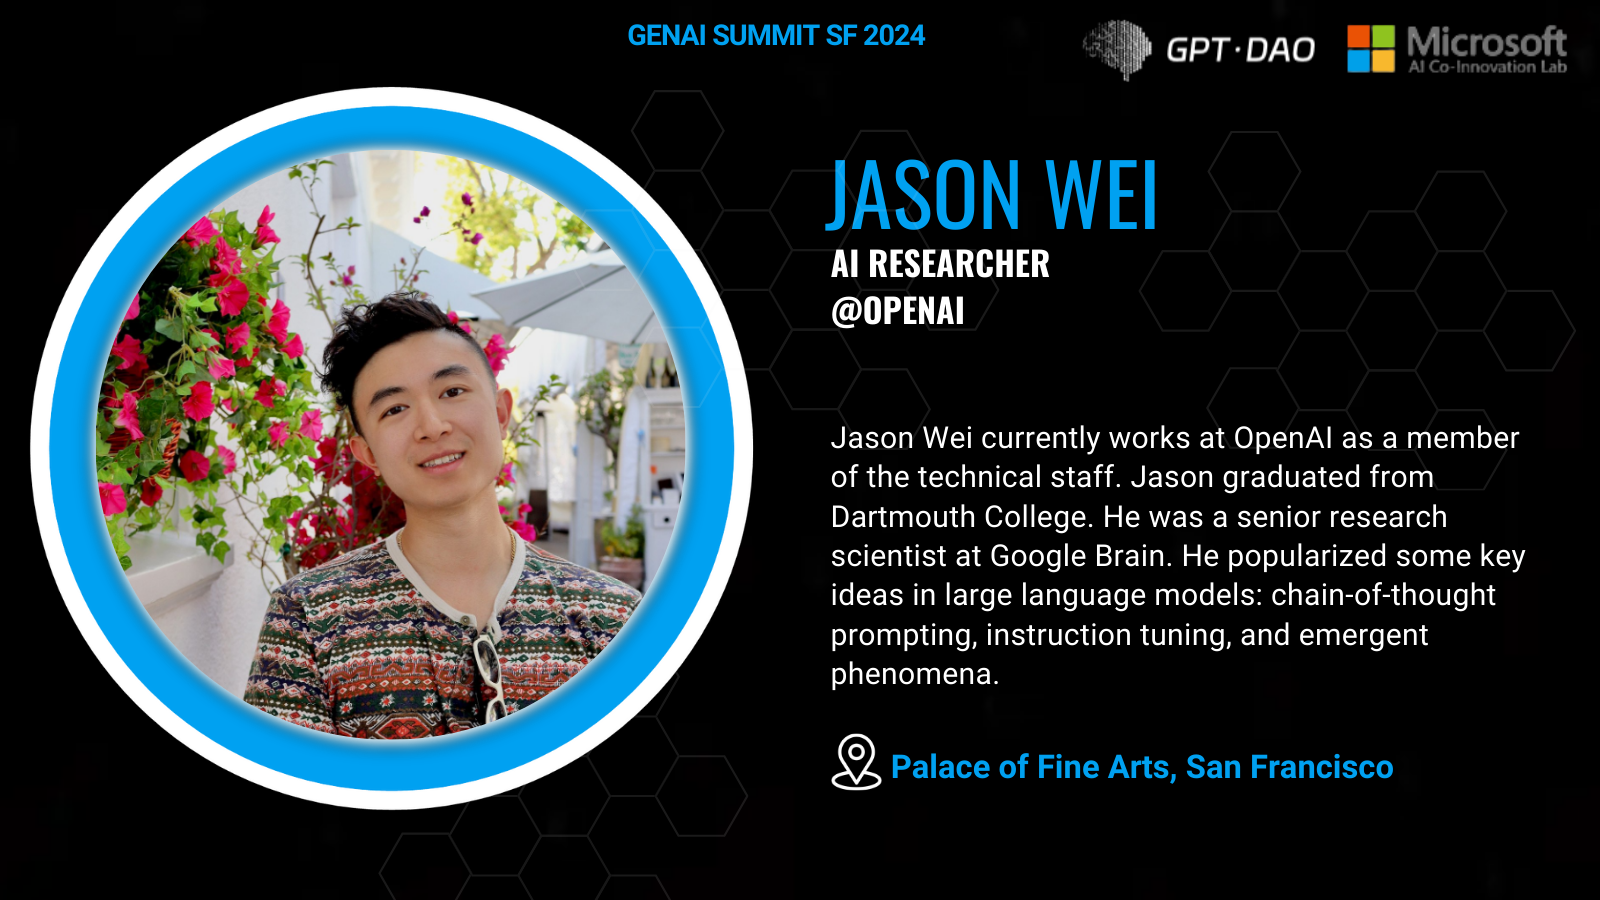 GENAI SUMMIT SF 2024
GPT·DAO
Microsoft
AI Co-Innovation Lab
JASON WEI
AI RESEARCHER
@OPENAI
Jason Wei currently works at OpenAI as a member
of the technical staff. Jason graduated from
Dartmouth College. He was a senior research
scientist at Google Brain. He popularized some key
ideas in large language models: chain-of-thought
prompting, instruction tuning, and emergent
phenomena.
Palace of Fine Arts, San Francisco